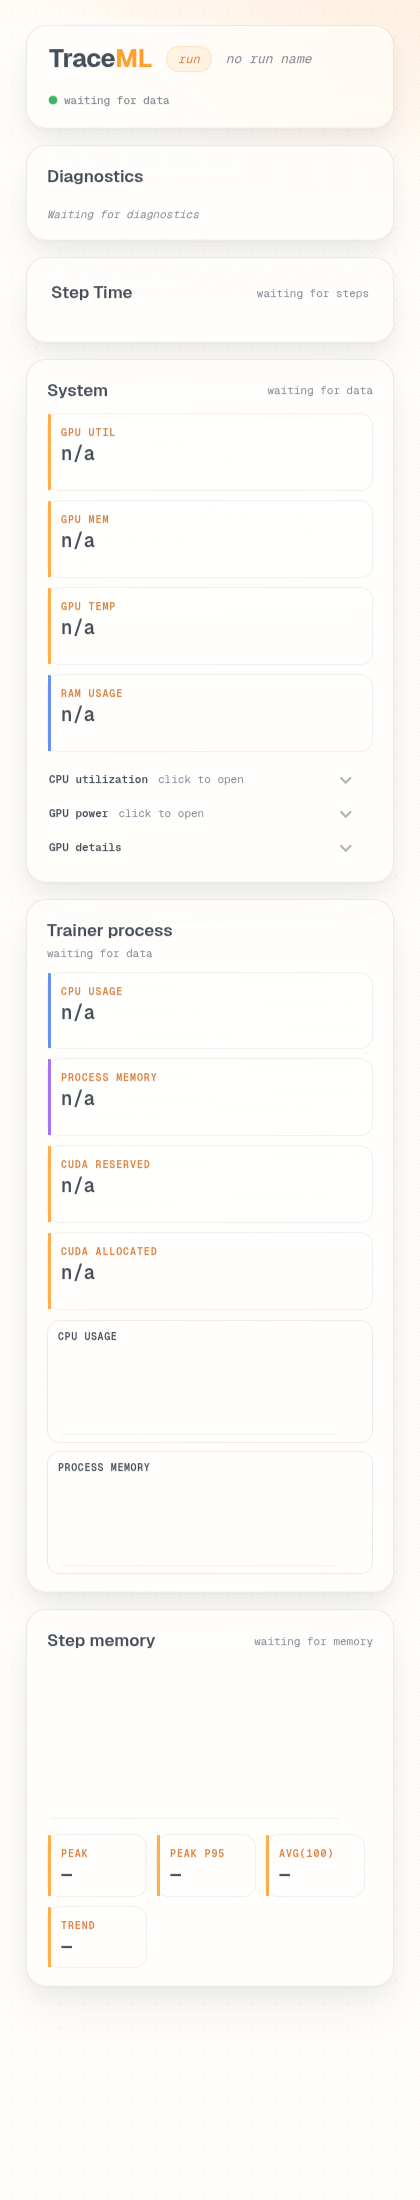 TraceML run no run name
waiting for data
Diagnostics
Waiting for diagnostics
Step Time waiting for steps
System waiting for data
GPU UTIL
n/a
GPU MEM
n/a
GPU TEMP
n/a
RAM USAGE
n/a
CPU utilization click to open
GPU power click to open
GPU details
Trainer process
waiting for data
CPU USAGE
n/a
PROCESS MEMORY
n/a
CUDA RESERVED
n/a
CUDA ALLOCATED
n/a
CPU USAGE
PROCESS MEMORY
Step memory waiting for memory
PEAK PEAK P95 AVG(100)
– – –
TREND
–